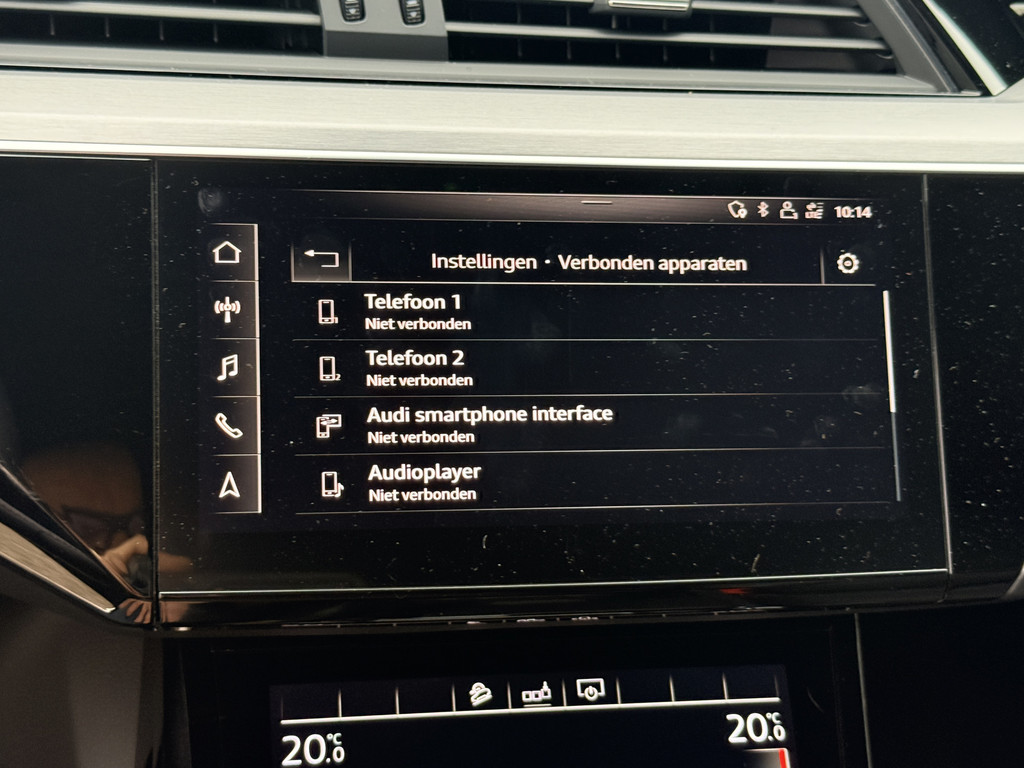 10:14
Instellingen • Verbonden apparaten
Telefoon 1
Niet verbonden
Telefoon 2
Niet verbonden
Audi smartphone interface
Niet verbonden
Audioplayer
Niet verbonden
20.0 °C
20.0 °C